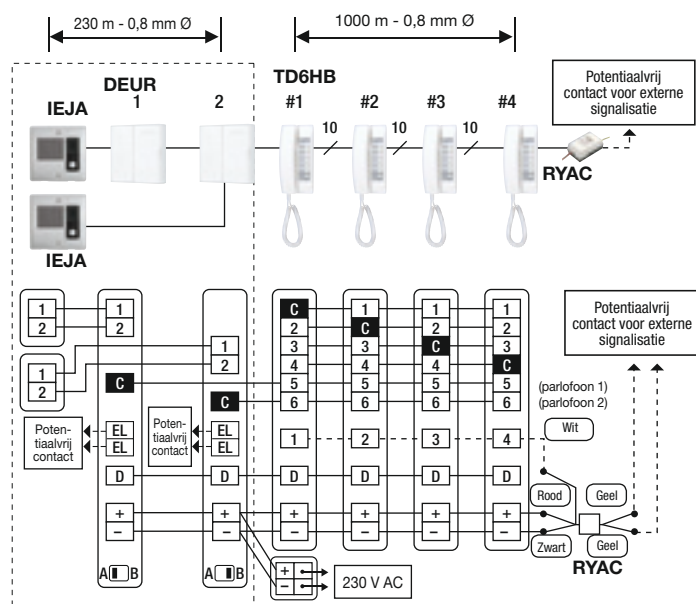 230 m - 0,8 mm Ø
1000 m - 0,8 mm Ø
DEUR
1
2
TD6HB
#1
#2
#3
#4
IEJA
IEJA
10
10
10
RYAC
Potentiaalvrij
contact voor externe
signalisatie
1
2
1
2
1
2
1
2
C
C
C 1 1 1
2 C 2 2
3 3 C 3
4 4 4 C
5 5 5 5
6 6 6 6
Potentiaalvrij
contact voor externe
signalisatie
(parlofoon 1)
(parlofoon 2)
Poten-
tiaalvrij
contact
EL
EL
Poten-
tiaalvrij
contact
EL
EL
1 2 3 4
Wit
D D D D D D
Rood
Geel
+ + + + + +
− − − − − −
Zwart
Geel
RYAC
A B
A B
+
−
230 V AC